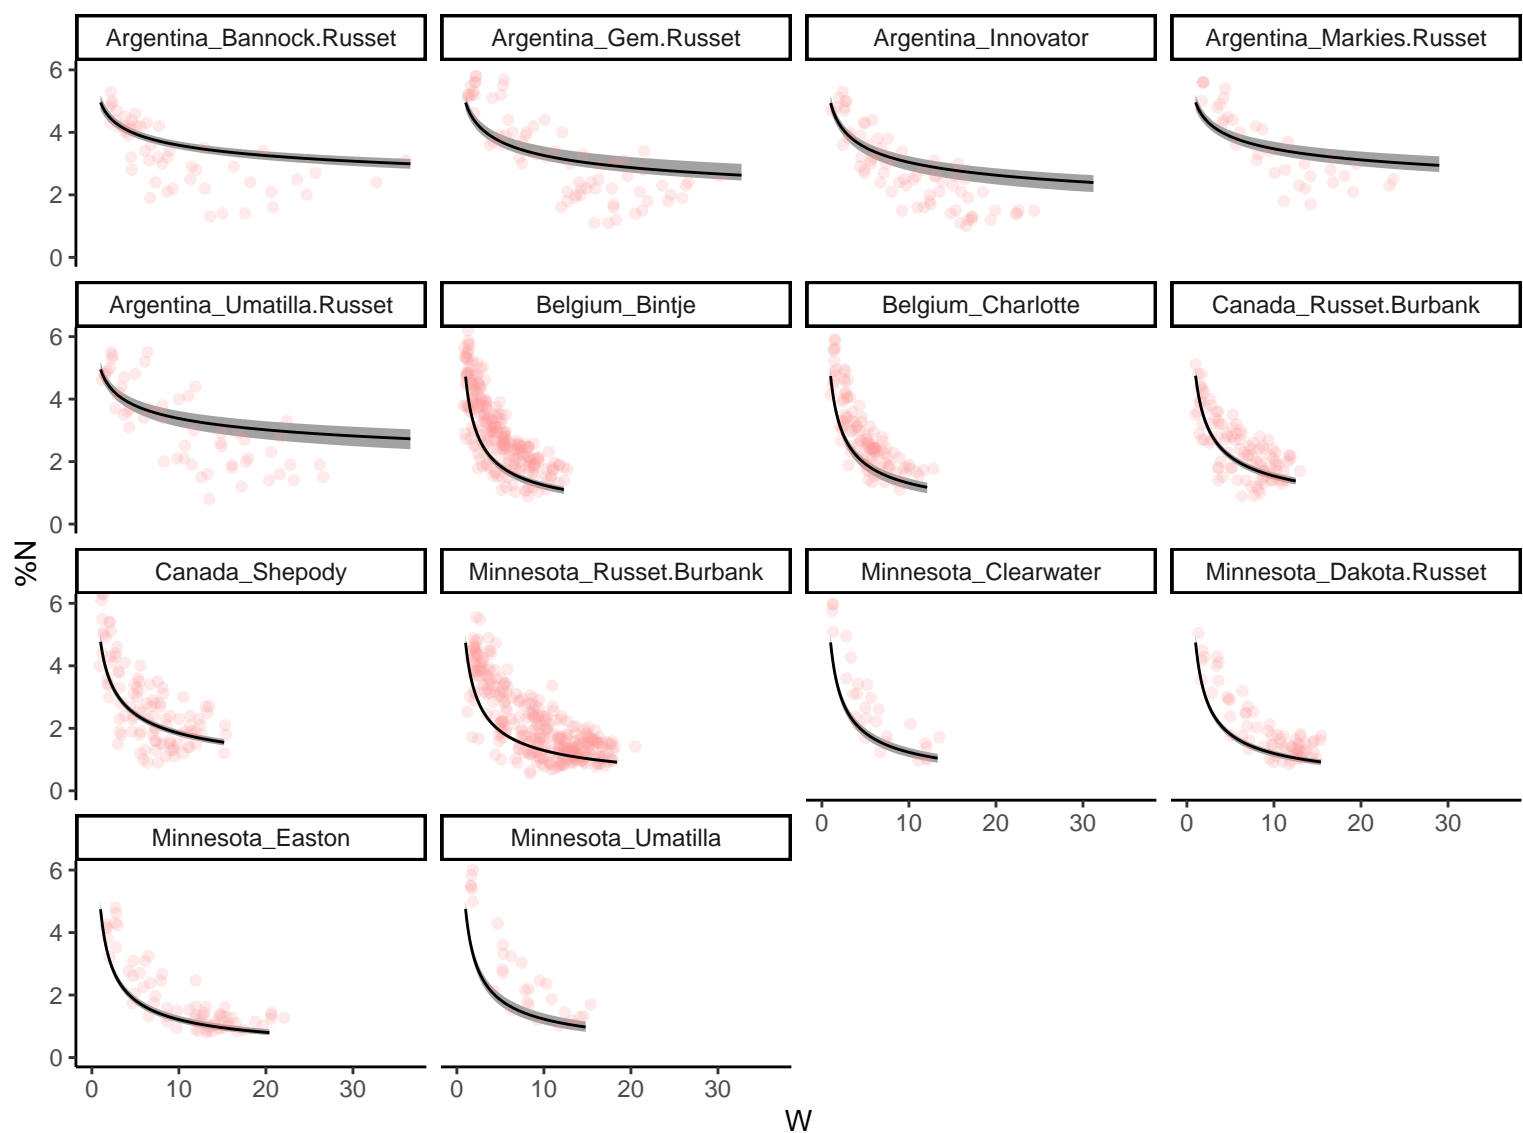 Argentina_Bannock.Russet
Argentina_Gem.Russet
Argentina_Innovator
Argentina_Markies.Russet
6
4
2
0
Argentina_Umatilla.Russet
Belgium_Bintje
Belgium_Charlotte
Canada_Russet.Burbank
6
4
2
0
%N
Canada_Shepody
Minnesota_Russet.Burbank
Minnesota_Clearwater
Minnesota_Dakota.Russet
6
4
2
0
0 10 20 30
0 10 20 30
Minnesota_Easton
Minnesota_Umatilla
6
4
2
0
0 10 20 30
0 10 20 30
W